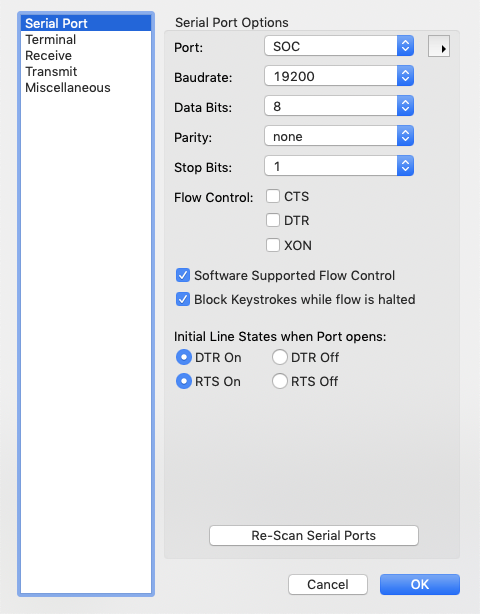 Serial Port
Terminal
Receive
Transmit
Miscellaneous
Serial Port Options
Port: SOC
Baudrate: 19200
Data Bits: 8
Parity: none
Stop Bits: 1
Flow Control: CTS
DTR
XON
Software Supported Flow Control
Block Keystrokes while flow is halted
Initial Line States when Port opens:
DTR On DTR Off
RTS On RTS Off
Re-Scan Serial Ports
Cancel OK